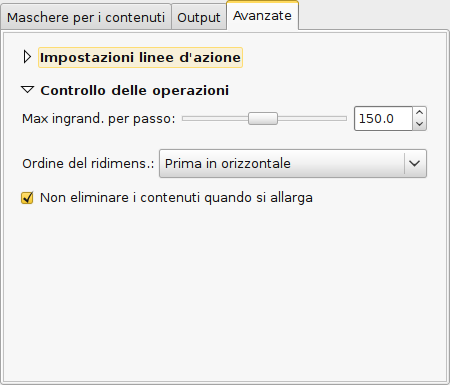 Maschere per i contenuti Output Avanzate
Impostazioni linee d'azione
Controllo delle operazioni
Max ingrand. per passo: 150.0
Ordine del ridimens.: Prima in orizzontale
Non eliminare i contenuti quando si allarga